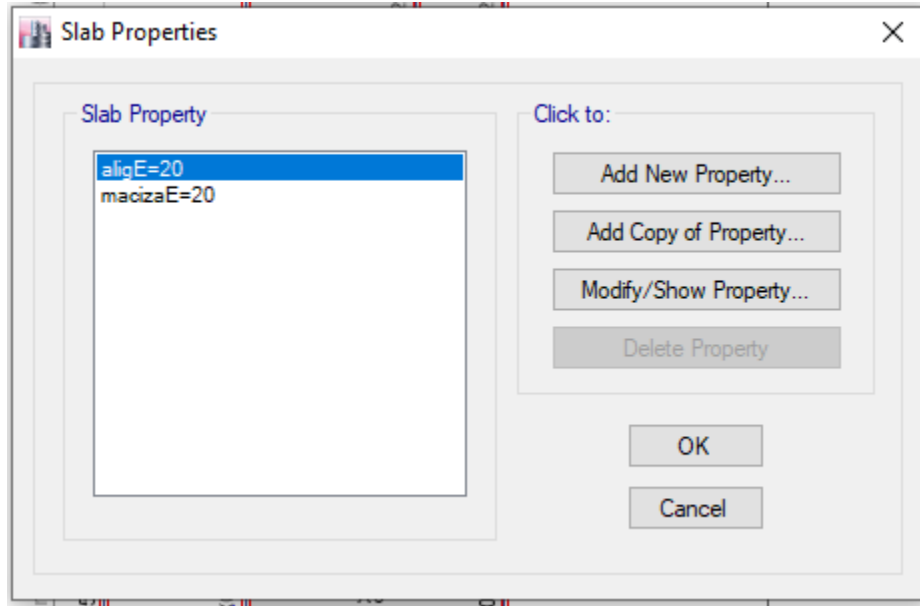 Slab Properties
Slab Property
aligE=20
macizaE=20
Click to:
Add New Property...
Add Copy of Property...
Modify/Show Property...
Delete Property
OK
Cancel